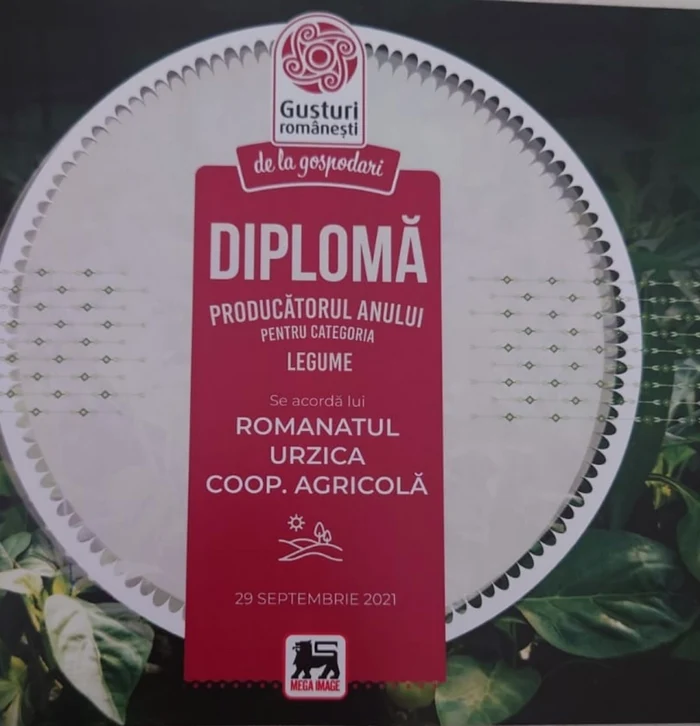 Gusturi
românești
de la gospodari
DIPLOMĂ
PRODUCĂTORUL ANULUI
PENTRU CATEGORIA
LEGUME
Se acordă lui
ROMANATUL
URZICA
COOP. AGRICOLĂ
29 SEPTEMBRIE 2021
MEGA IMAGE